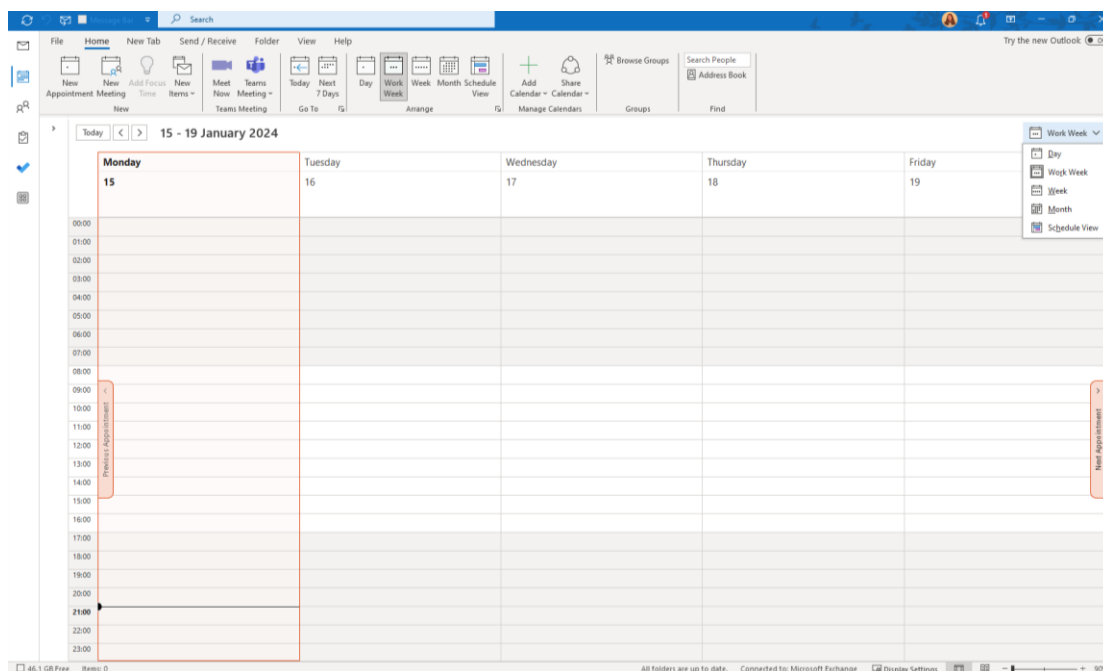 Message Bar
Search
File Home New Tab Send / Receive Folder View Help
Try the new Outlook
New Appointment
New Meeting
Add Focus Time
New Items
New
Meet Now
Teams Meeting
Teams Meeting
Today
Next 7 Days
Go To
Day
Work Week
Week
Month
Schedule View
Arrange
Add Calendar
Share Calendar
Manage Calendars
Browse Groups
Groups
Search People
Address Book
Find
Today
15 - 19 January 2024
Work Week
Day
Work Week
Week
Month
Schedule View
Monday Tuesday Wednesday Thursday Friday
15 16 17 18 19
00:00
01:00
02:00
03:00
04:00
05:00
06:00
07:00
08:00
09:00
10:00
11:00
12:00
13:00
14:00
15:00
16:00
17:00
18:00
19:00
20:00
21:00
22:00
23:00
Previous Appointment
Next Appointment
46.1 GB Free Items: 0
All folders are up to date. Connected to: Microsoft Exchange Display Settings